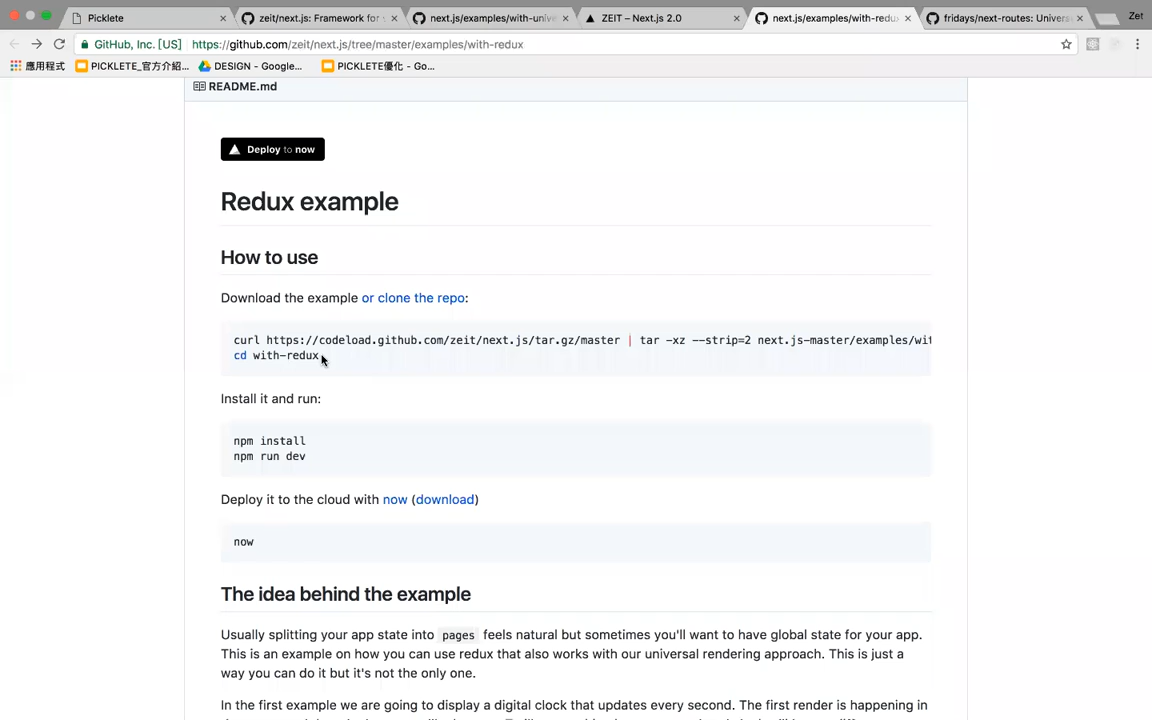 Picklete
zeit/next.js: Framework for
next.js/examples/with-unive
ZEIT – Next.js 2.0
next.js/examples/with-redux
fridays/next-routes: Univers
Zet
GitHub, Inc. [US]
https://github.com/zeit/next.js/tree/master/examples/with-redux
應用程式
PICKLETE_官方介紹...
DESIGN - Google...
PICKLETE優化 - Go...
README.md
Deploy to now
Redux example
How to use
Download the example or clone the repo:
curl https://codeload.github.com/zeit/next.js/tar.gz/master | tar -xz --strip=2 next.js-master/examples/wit
cd with-redux
Install it and run:
npm install
npm run dev
Deploy it to the cloud with now (download)
now
The idea behind the example
Usually splitting your app state into pages feels natural but sometimes you'll want to have global state for your app.
This is an example on how you can use redux that also works with our universal rendering approach. This is just a
way you can do it but it's not the only one.
In the first example we are going to display a digital clock that updates every second. The first render is happening in